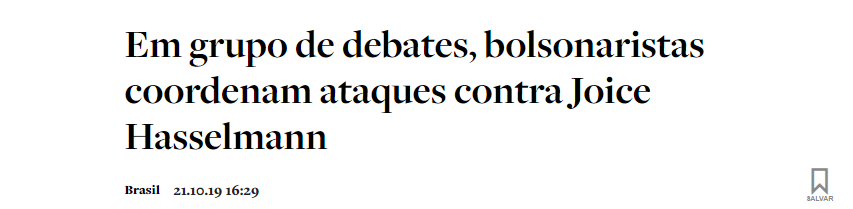 Em grupo de debates, bolsonaristas
coordenam ataques contra Joice
Hasselmann
Brasil 21.10.19 16:29
SALVAR